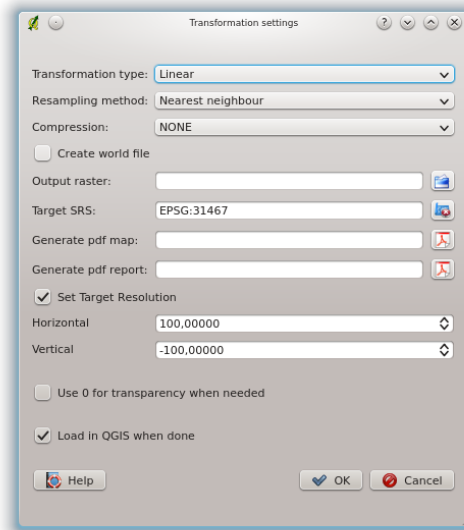 Transformation settings
Transformation type: Linear
Resampling method: Nearest neighbour
Compression: NONE
Create world file
Output raster:
Target SRS: EPSG:31467
Generate pdf map:
Generate pdf report:
Set Target Resolution
Horizontal 100,00000
Vertical -100,00000
Use 0 for transparency when needed
Load in QGIS when done
Help OK Cancel